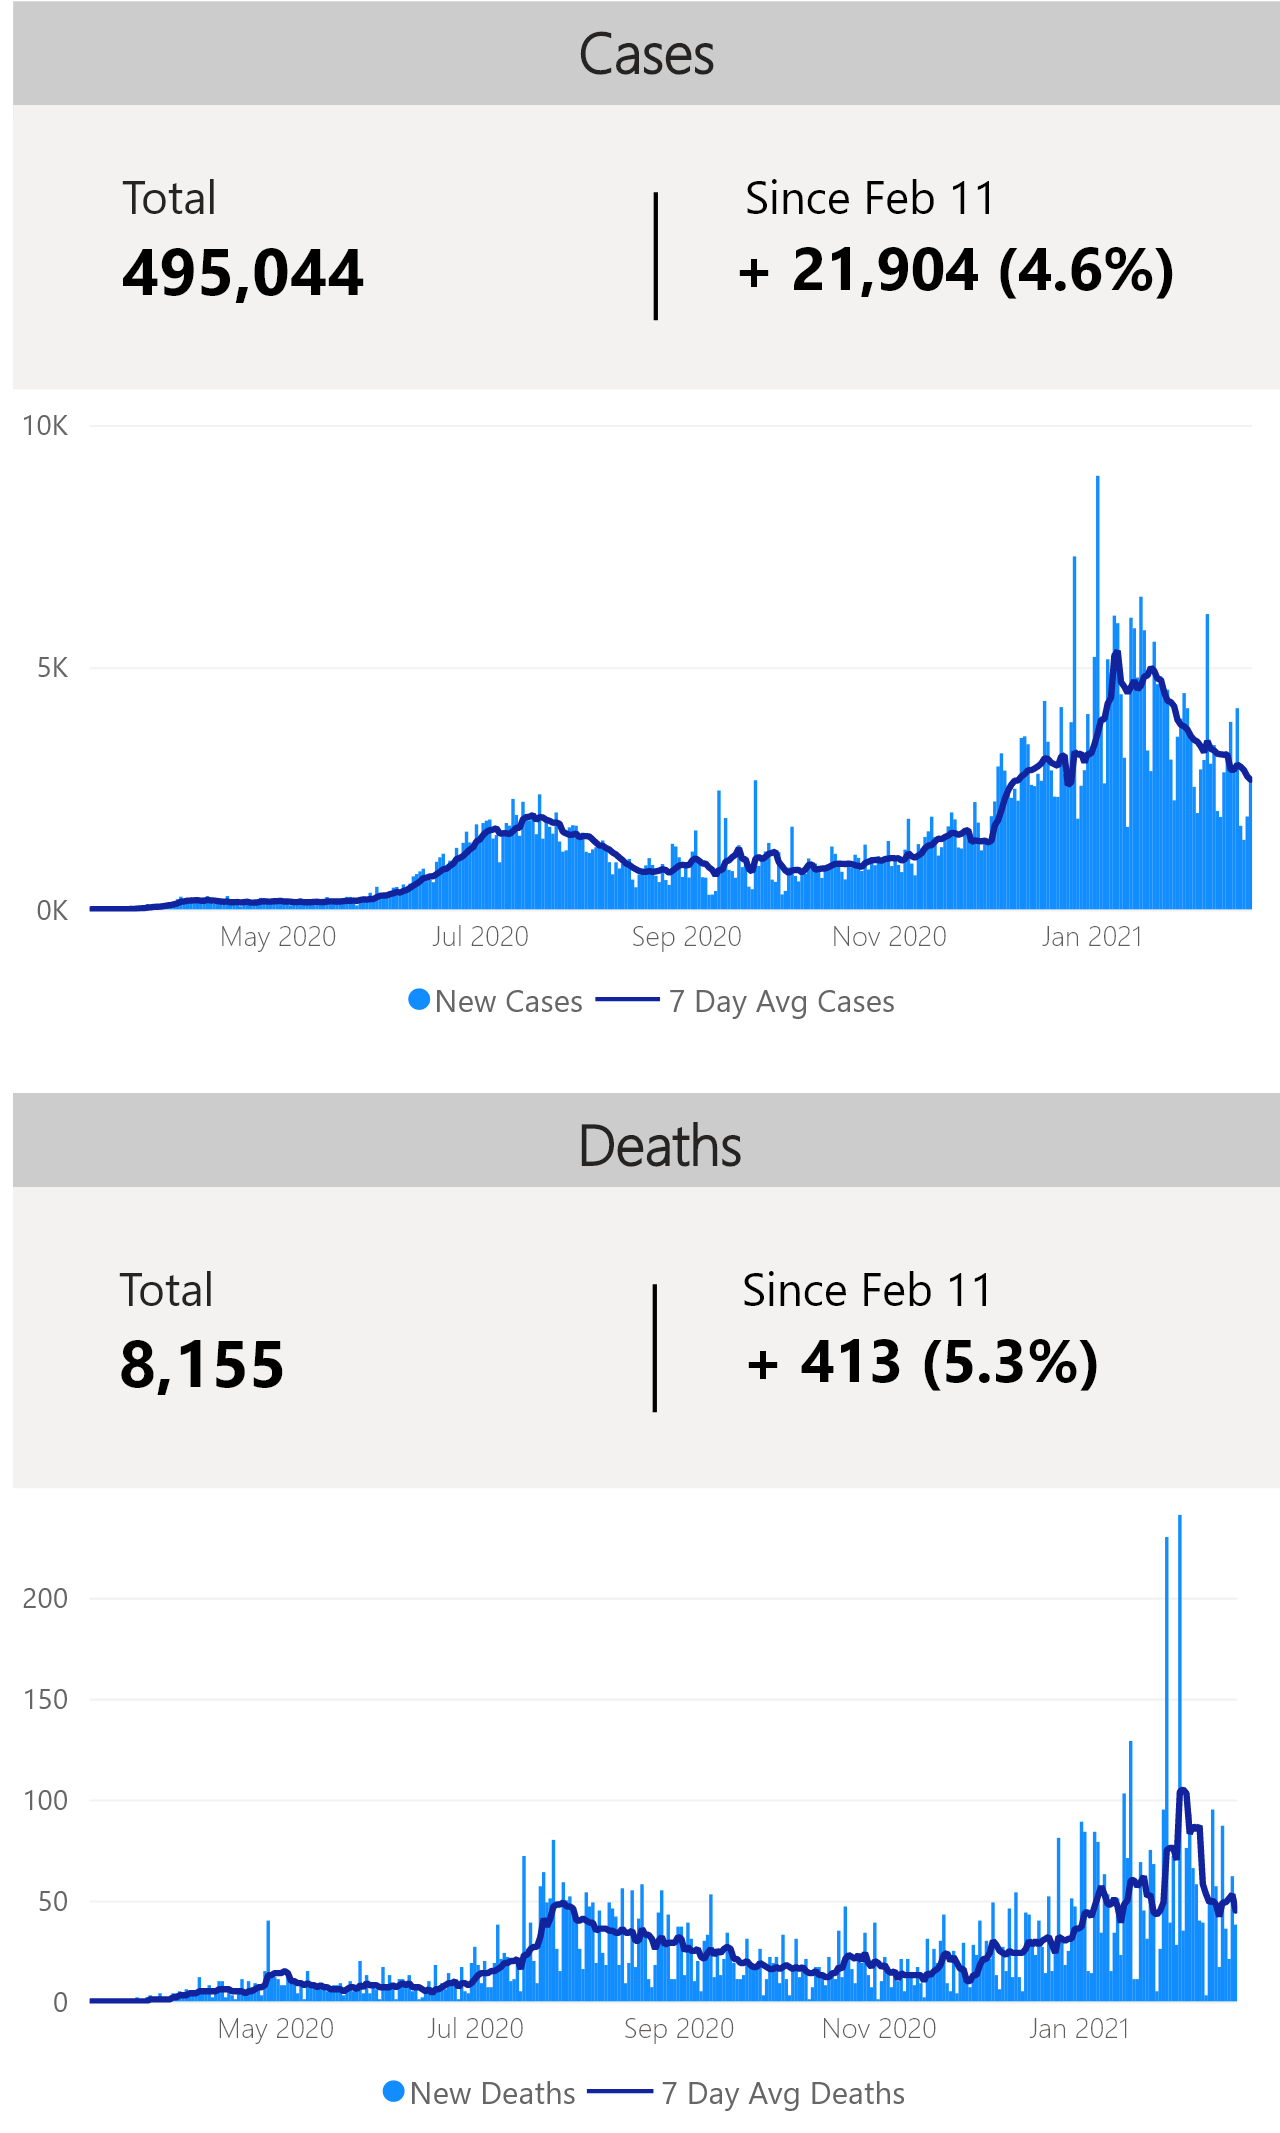 Cases
Total
Since Feb 11
495,044
+ 21,904 (4.6%)
10K
5K
0K
May 2020
Jul 2020
Sep 2020
Nov 2020
Jan 2021
New Cases
7 Day Avg Cases
Deaths
Total
Since Feb 11
8,155
+ 413 (5.3%)
200
150
100
50
0
May 2020
Jul 2020
Sep 2020
Nov 2020
Jan 2021
New Deaths
7 Day Avg Deaths